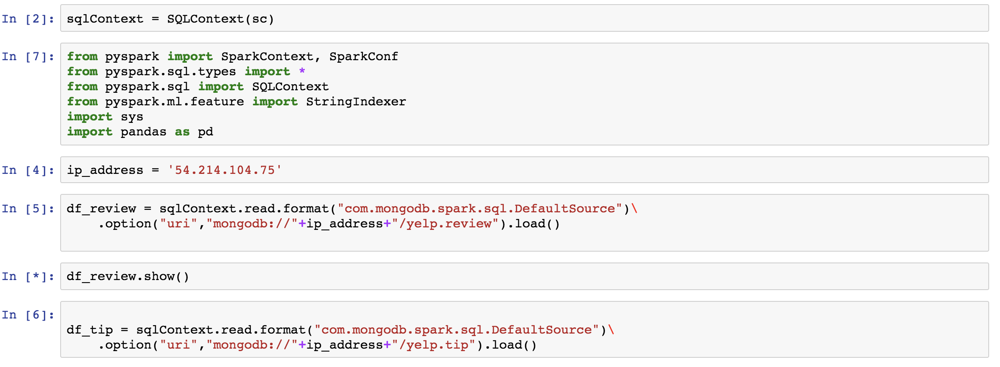 In [2]: sqlContext = SQLContext(sc)
In [7]: from pyspark import SparkContext, SparkConf
from pyspark.sql.types import *
from pyspark.sql import SQLContext
from pyspark.ml.feature import StringIndexer
import sys
import pandas as pd
In [4]: ip_address = '54.214.104.75'
In [5]: df_review = sqlContext.read.format("com.mongodb.spark.sql.DefaultSource")\
    .option("uri","mongodb://"+ip_address+"/yelp.review").load()
In [*]: df_review.show()
In [6]:
df_tip = sqlContext.read.format("com.mongodb.spark.sql.DefaultSource")\
    .option("uri","mongodb://"+ip_address+"/yelp.tip").load()